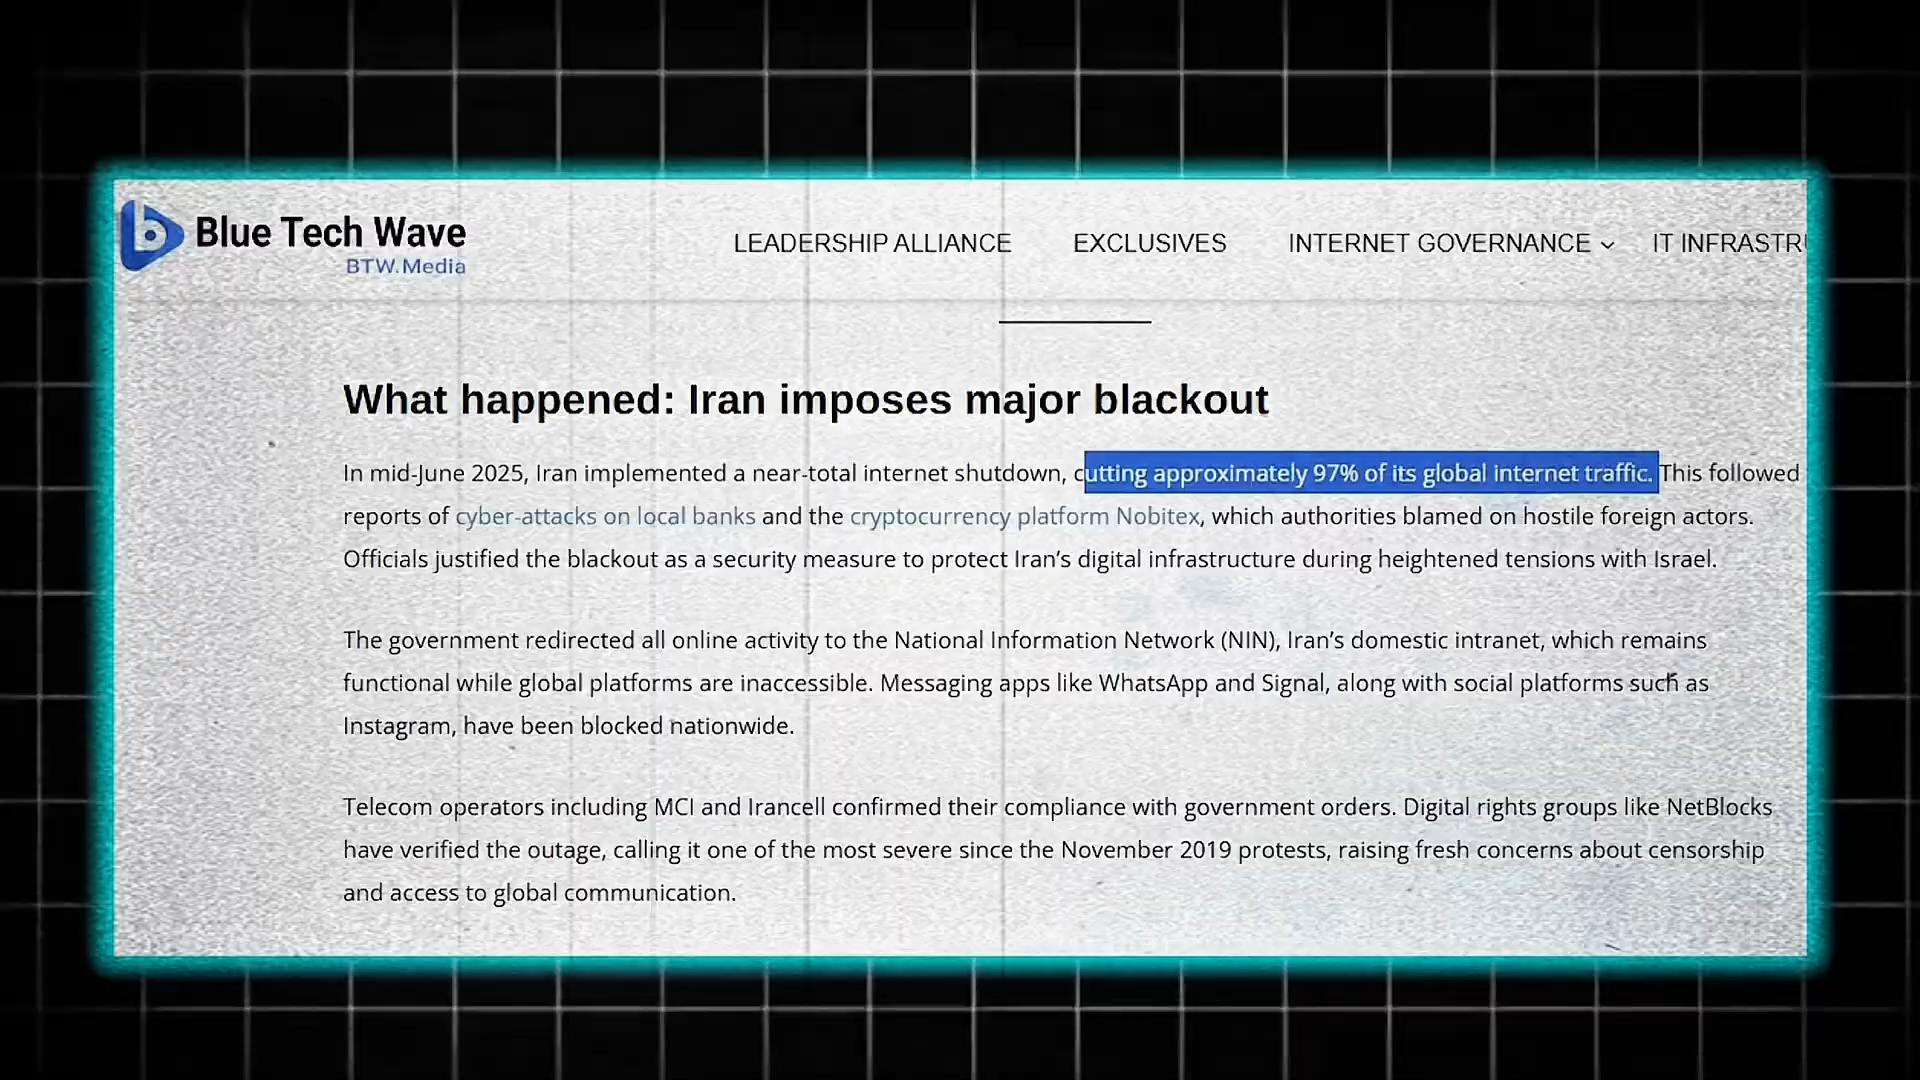 Blue Tech Wave
BTW.Media
LEADERSHIP ALLIANCE EXCLUSIVES INTERNET GOVERNANCE IT INFRASTRU
What happened: Iran imposes major blackout
In mid-June 2025, Iran implemented a near-total internet shutdown, cutting approximately 97% of its global internet traffic. This followed
reports of cyber-attacks on local banks and the cryptocurrency platform Nobitex, which authorities blamed on hostile foreign actors.
Officials justified the blackout as a security measure to protect Iran’s digital infrastructure during heightened tensions with Israel.
The government redirected all online activity to the National Information Network (NIN), Iran’s domestic intranet, which remains
functional while global platforms are inaccessible. Messaging apps like WhatsApp and Signal, along with social platforms such as
Instagram, have been blocked nationwide.
Telecom operators including MCI and Irancell confirmed their compliance with government orders. Digital rights groups like NetBlocks
have verified the outage, calling it one of the most severe since the November 2019 protests, raising fresh concerns about censorship
and access to global communication.